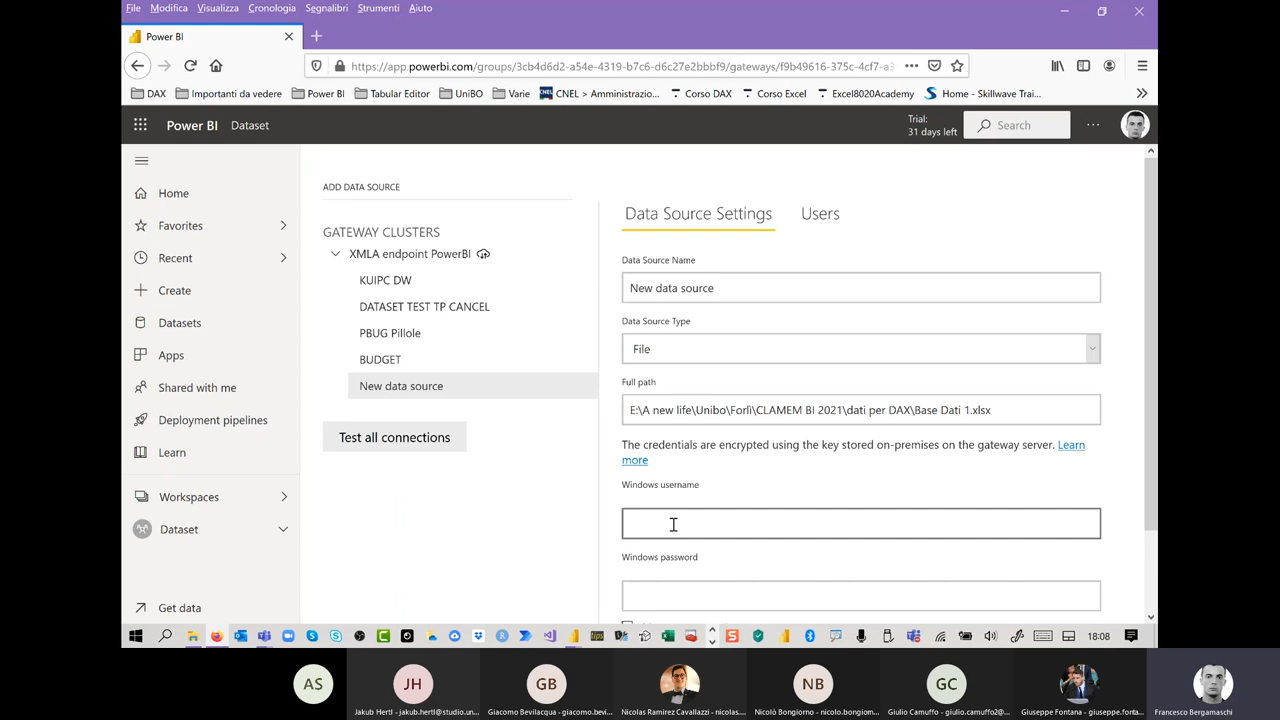 File Modifica Visualizza Cronologia Segnalibri Strumenti Aiuto
Power BI
https://app.powerbi.com/groups/3cb4d6d2-a54e-4319-b7c6-d6c27e2bbbf9/gateways/f9b49616-375c-4cf7-a3
DAX Importanti da vedere Power BI Tabular Editor UniBO Varie CNEL > Amministrazio... Corso DAX Corso Excel Excel8020Academy Home - Skillwave Trai...
Power BI Dataset
Trial:
31 days left
Search
Home
Favorites
Recent
Create
Datasets
Apps
Shared with me
Deployment pipelines
Learn
Workspaces
Dataset
Get data
ADD DATA SOURCE
GATEWAY CLUSTERS
XMLA endpoint PowerBI
KUIPC DW
DATASET TEST TP CANCEL
PBUG Pillole
BUDGET
New data source
Test all connections
Data Source Settings Users
Data Source Name
New data source
Data Source Type
File
Full path
E:\A new life\Unibo\Forlì\CLAMEM BI 2021\dati per DAX\Base Dati 1.xlsx
The credentials are encrypted using the key stored on-premises on the gateway server. Learn
more
Windows username
Windows password
18:08
AS
JH
GB
NB
GC
Jakub Hertl - jakub.hertl@studio.un...
Giacomo Bevilacqua - giacomo.bevi...
Nicolas Ramirez Cavallazzi - nicolas....
Nicolò Bongiorno - nicolo.bongiorn...
Giulio Camuffo - giulio.camuffo2@...
Giuseppe Fontana - giuseppe.fonta...
Francesco Bergamaschi